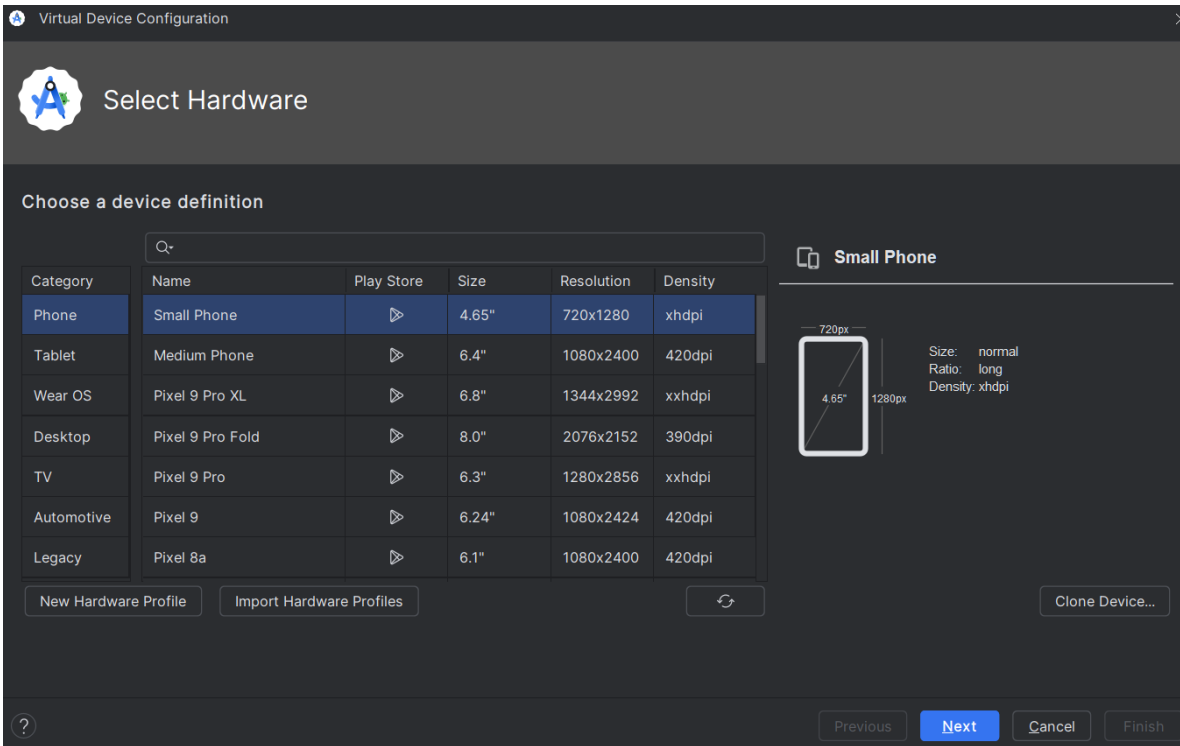 Virtual Device Configuration
Select Hardware
Choose a device definition
Category Name Play Store Size Resolution Density
Phone Small Phone 4.65" 720x1280 xhdpi
Tablet Medium Phone 6.4" 1080x2400 420dpi
Wear OS Pixel 9 Pro XL 6.8" 1344x2992 xxhdpi
Desktop Pixel 9 Pro Fold 8.0" 2076x2152 390dpi
TV Pixel 9 Pro 6.3" 1280x2856 xxhdpi
Automotive Pixel 9 6.24" 1080x2424 420dpi
Legacy Pixel 8a 6.1" 1080x2400 420dpi
New Hardware Profile Import Hardware Profiles
Small Phone
720px
4.65"
1280px
Size: normal
Ratio: long
Density: xhdpi
Clone Device...
? Previous Next Cancel Finish